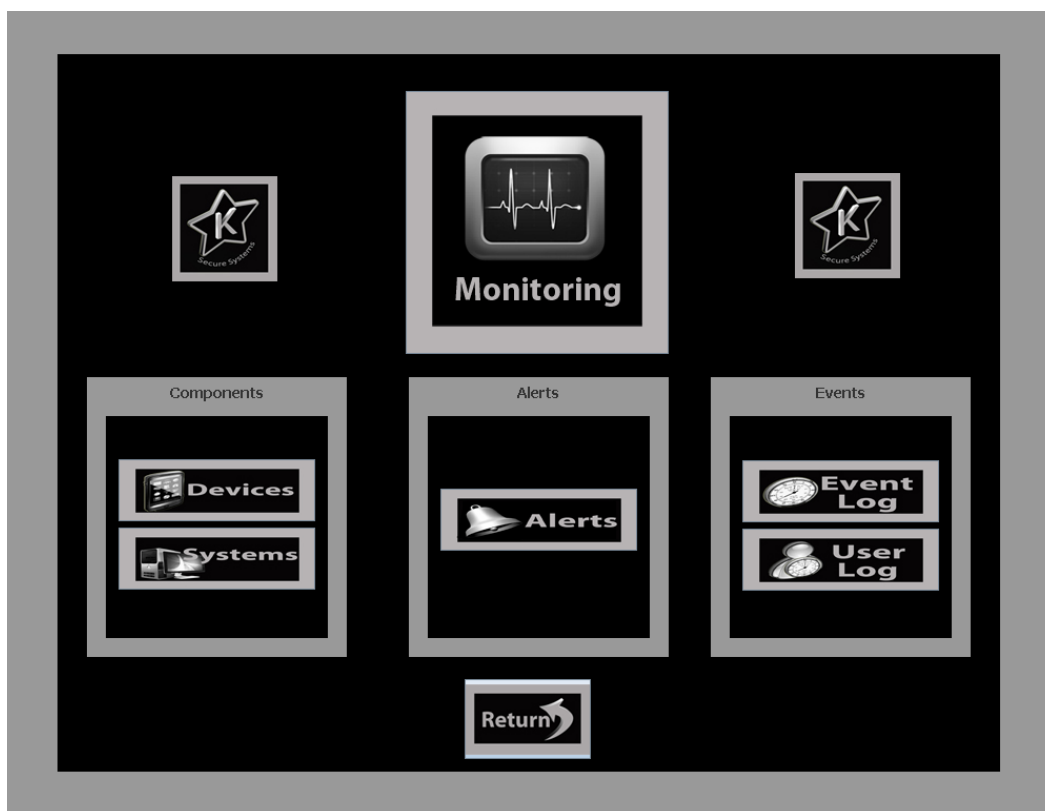 K
Secure Systems
Monitoring
K
Secure Systems
Components
Devices
Systems
Alerts
Alerts
Events
Event
Log
User
Log
Return